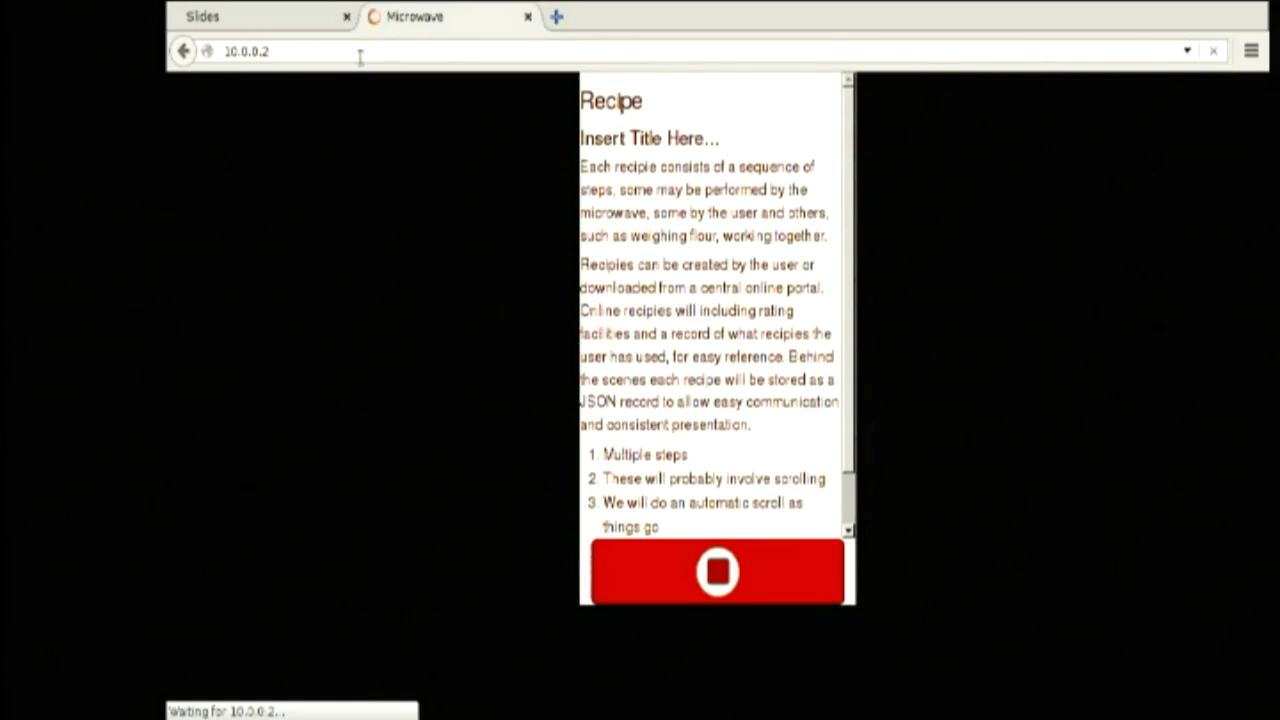 Slides
Microwave
10.0.0.2
Recipe
Insert Title Here...
Each recipie consists of a sequence of
steps, some may be performed by the
microwave, some by the user and others,
such as weighing flour, working together.
Recipies can be created by the user or
downloaded from a central online portal.
Online recipies will including rating
facilities and a record of what recipies the
user has used, for easy reference. Behind
the scenes each recipe will be stored as a
JSON record to allow easy communication
and consistent presentation.
1. Multiple steps
2. These will probably involve scrolling
3. We will do an automatic scroll as
things go
Waiting for 10.0.0.2...